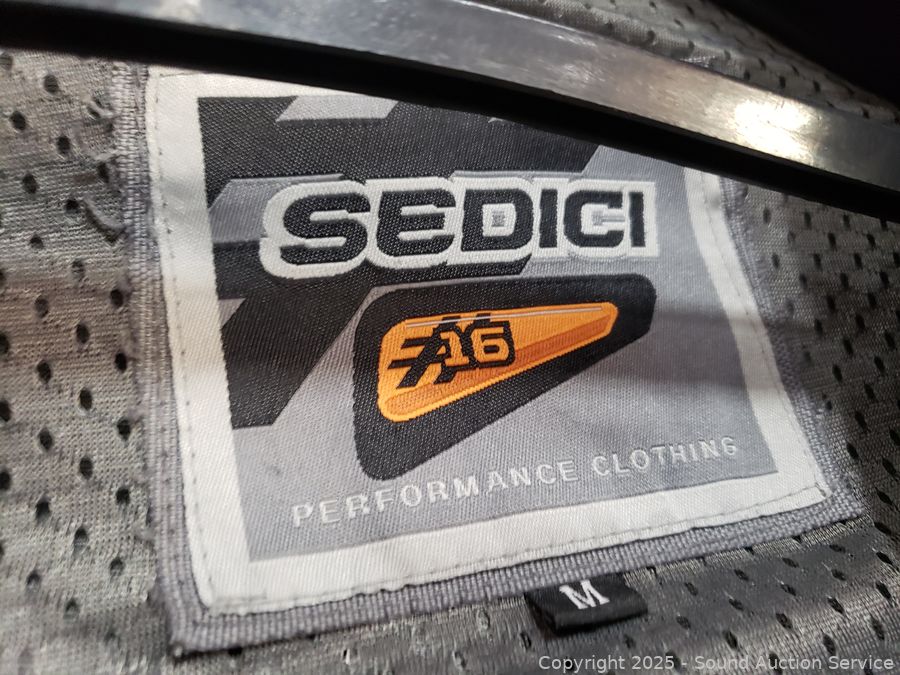 SEDICI
16
PERFORMANCE CLOTHING
M
Copyright 2025 - Sound Auction Service